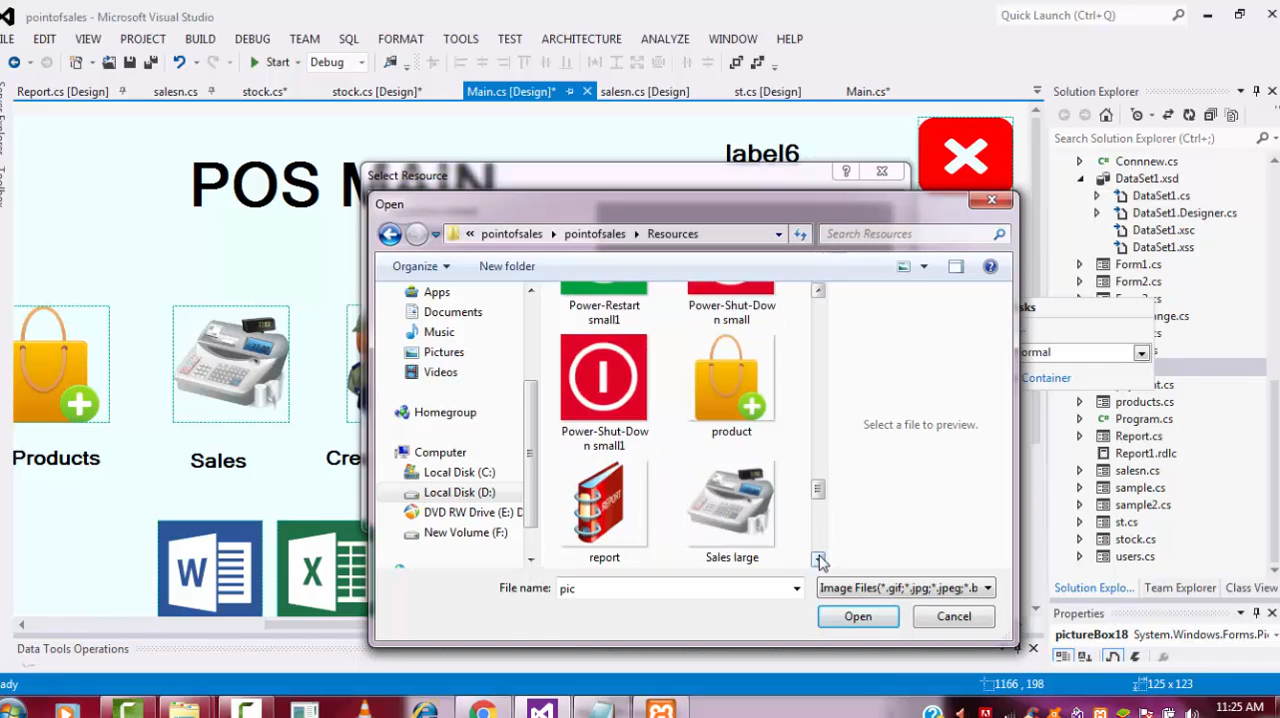 pointofsales - Microsoft Visual Studio
Quick Launch (Ctrl+Q)
ILE EDIT VIEW PROJECT BUILD DEBUG TEAM SQL FORMAT TOOLS TEST ARCHITECTURE ANALYZE WINDOW HELP
Start Debug
Report.cs [Design] salesn.cs stock.cs* stock.cs [Design]* Main.cs [Design]* salesn.cs [Design] st.cs [Design] Main.cs*
Solution Explorer
Search Solution Explorer (Ctrl+;)
Connnew.cs
DataSet1.xsd
DataSet1.cs
DataSet1.Designer.cs
DataSet1.xsc
DataSet1.xss
Form1.cs
Form2.cs
products.cs
Program.cs
Report.cs
Report1.rdlc
salesn.cs
sample.cs
sample2.cs
st.cs
stock.cs
users.cs
Solution Explo... Team Explorer Class View
Properties
pictureBox18 System.Windows.Forms.Pi
POS MAIN
label6
Products
Sales
Cre
W
X
Select Resource
Open
pointofsales pointofsales Resources
Search Resources
Organize New folder
Apps
Documents
Music
Pictures
Videos
Homegroup
Computer
Local Disk (C:)
Local Disk (D:)
DVD RW Drive (E:) D
New Volume (F:)
Power-Restart small1
Power-Shut-Down small
Power-Shut-Down small1
product
REPORT
report
Sales large
Select a file to preview.
File name: pic
Image Files(*.gif;*.jpg;*.jpeg;*.b
Open Cancel
sks
ormal
Container
Data Tools Operations
eady
1166 , 198
125 x 123
11:25 AM